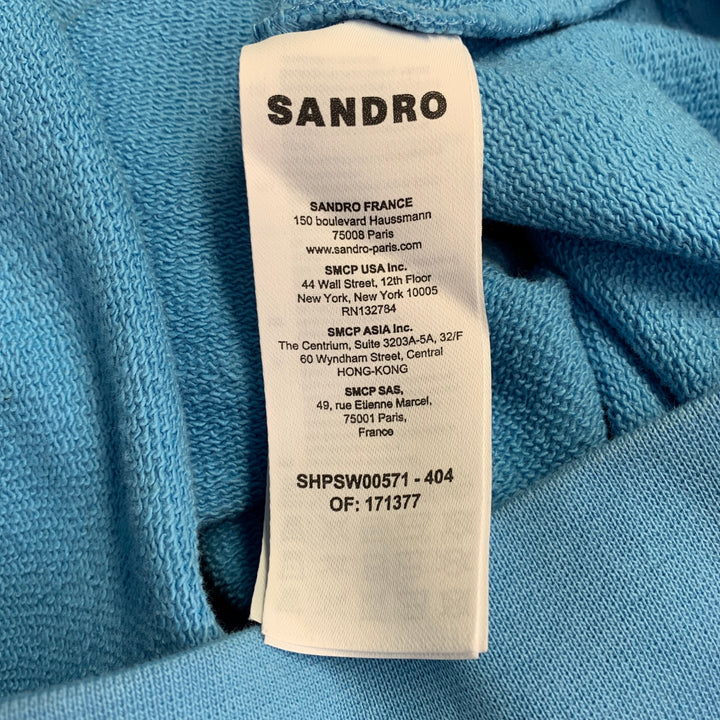 SANDRO
SANDRO FRANCE
150 boulevard Haussmann
75008 Paris
www.sandro-paris.com
SMCP USA Inc.
44 Wall Street, 12th Floor
New York, New York 10005
RN132784
SMCP ASIA Inc.
The Centrium, Suite 3203A-5A, 32/F
60 Wyndham Street, Central
HONG-KONG
SMCP SAS,
49, rue Etienne Marcel,
75001 Paris,
France
SHPSW00571 - 404
OF: 171377